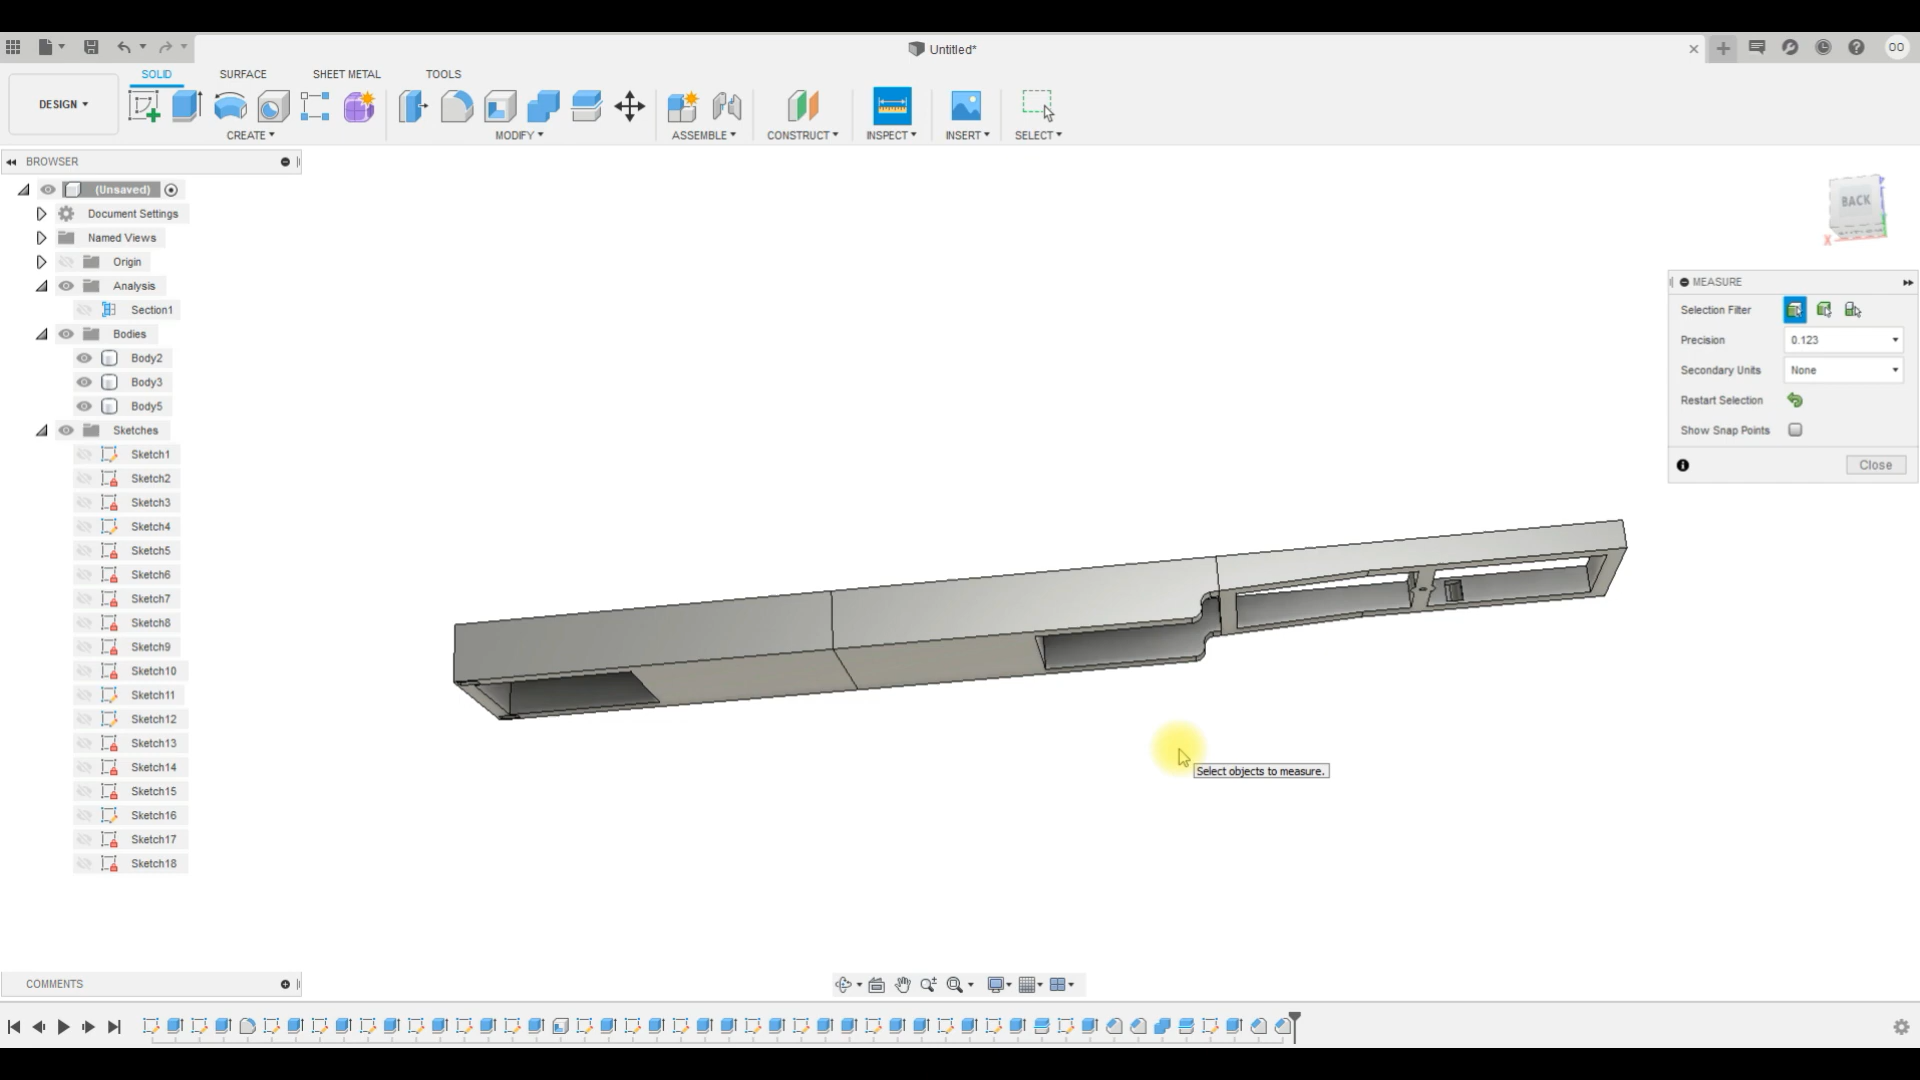 Untitled*
OO
DESIGN
SOLID
SURFACE
SHEET METAL
TOOLS
CREATE
MODIFY
ASSEMBLE
CONSTRUCT
INSPECT
INSERT
SELECT
BROWSER
(Unsaved)
Document Settings
Named Views
Origin
Analysis
Section1
Bodies
Body2
Body3
Body5
Sketches
Sketch1
Sketch2
Sketch3
Sketch4
Sketch5
Sketch6
Sketch7
Sketch8
Sketch9
Sketch10
Sketch11
Sketch12
Sketch13
Sketch14
Sketch15
Sketch16
Sketch17
Sketch18
BACK
X
MEASURE
Selection Filter
Precision 0.123
Secondary Units None
Restart Selection
Show Snap Points
Close
Select objects to measure.
COMMENTS